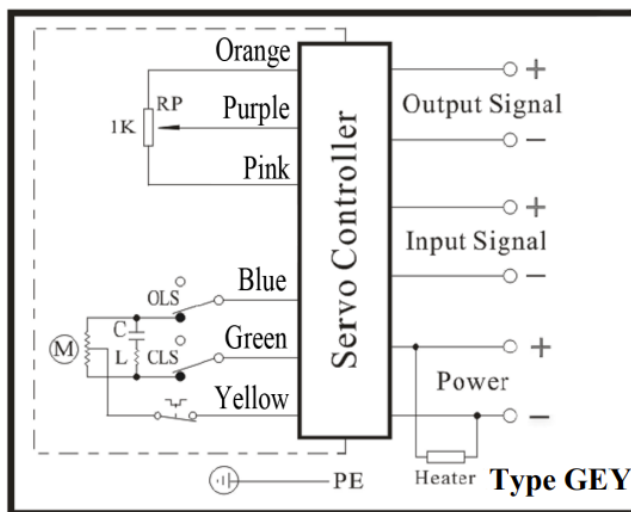 Orange
RP
Purple
1K
Pink
Servo Controller
+
Output Signal
−
+
Input Signal
−
Blue
OLS
C
Green
M
L
CLS
Yellow
+
Power
−
PE
Heater
Type GEY